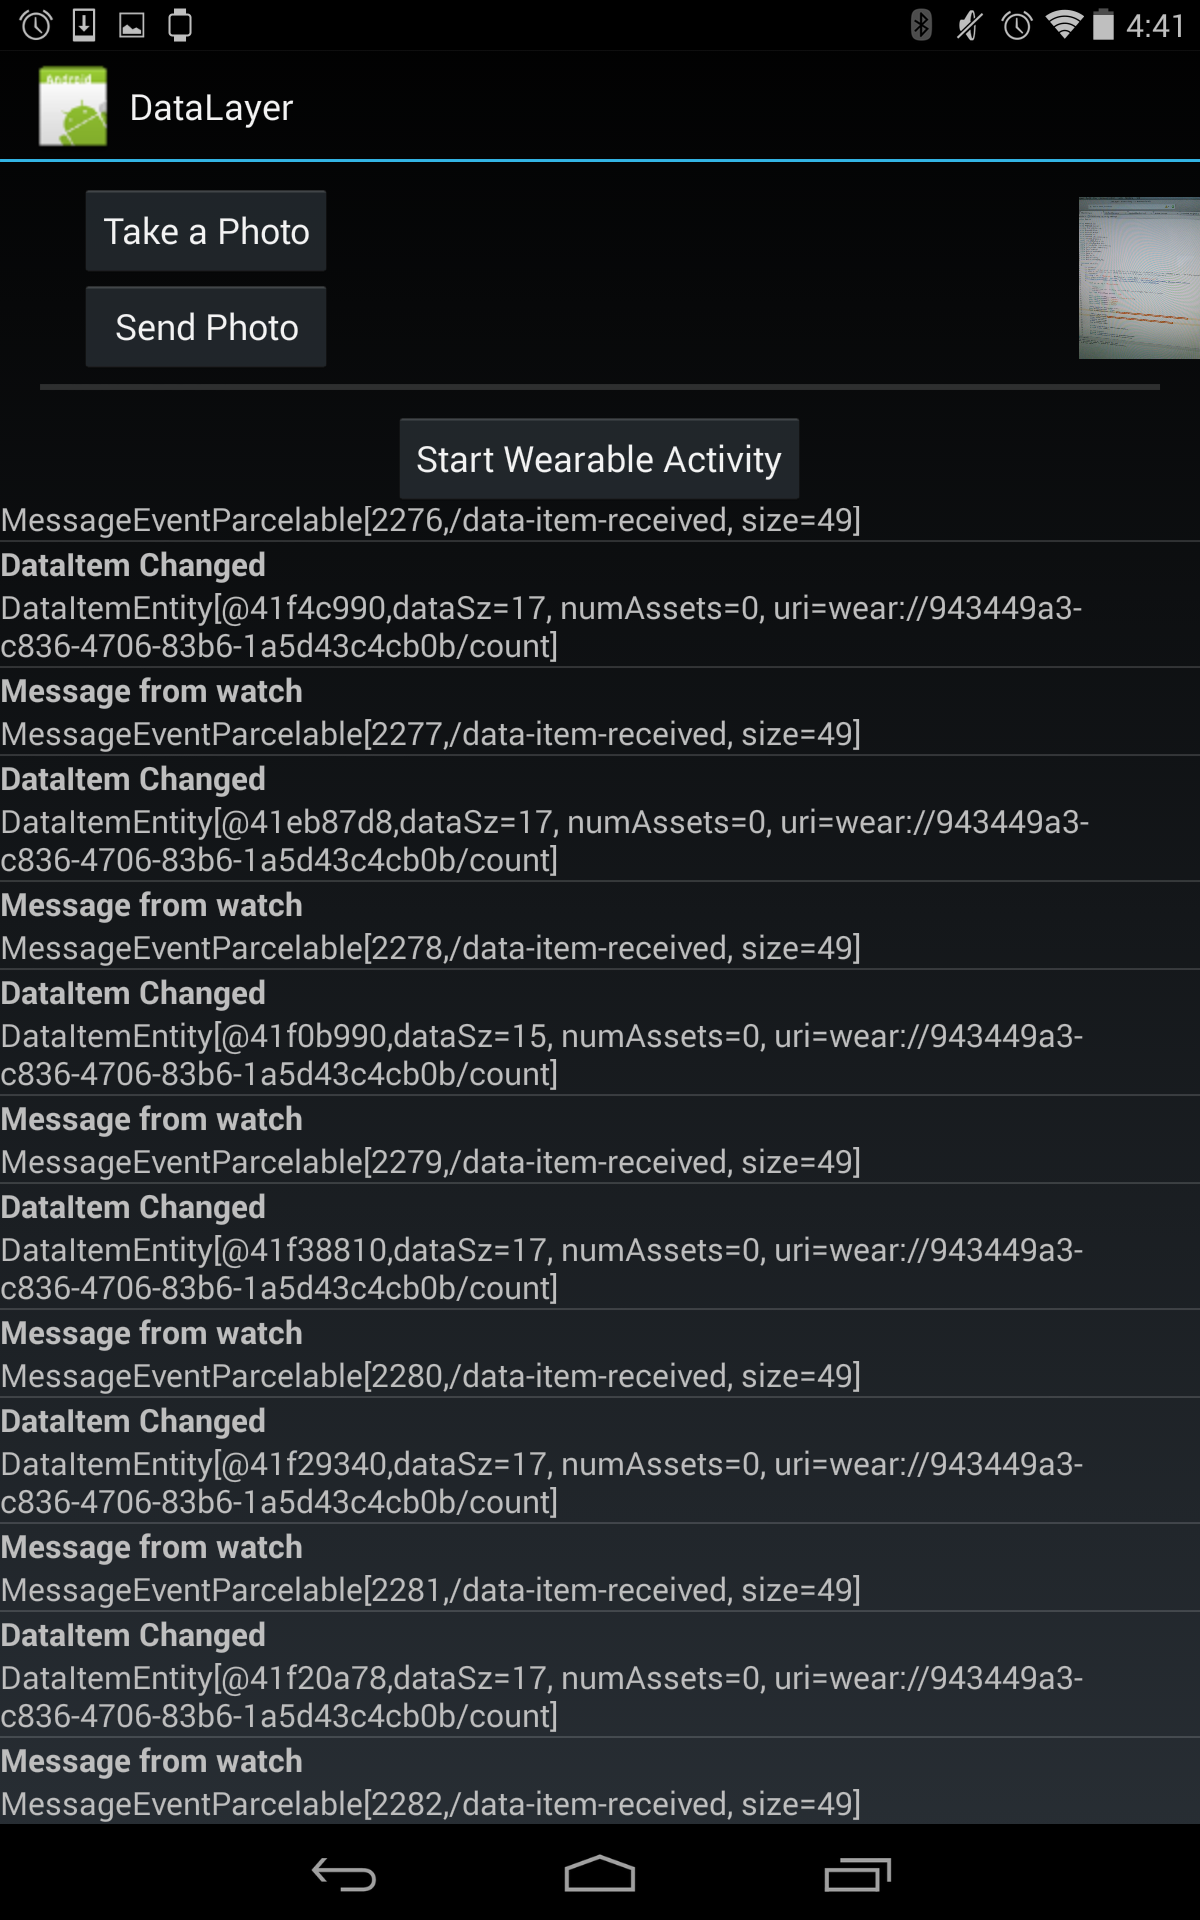 4:41
Android
DataLayer
Take a Photo
Send Photo
Start Wearable Activity
MessageEventParcelable[2276,/data-item-received, size=49]
DataItem Changed
DataItemEntity[@41f4c990,dataSz=17, numAssets=0, uri=wear://943449a3-
c836-4706-83b6-1a5d43c4cb0b/count]
Message from watch
MessageEventParcelable[2277,/data-item-received, size=49]
DataItem Changed
DataItemEntity[@41eb87d8,dataSz=17, numAssets=0, uri=wear://943449a3-
c836-4706-83b6-1a5d43c4cb0b/count]
Message from watch
MessageEventParcelable[2278,/data-item-received, size=49]
DataItem Changed
DataItemEntity[@41f0b990,dataSz=15, numAssets=0, uri=wear://943449a3-
c836-4706-83b6-1a5d43c4cb0b/count]
Message from watch
MessageEventParcelable[2279,/data-item-received, size=49]
DataItem Changed
DataItemEntity[@41f38810,dataSz=17, numAssets=0, uri=wear://943449a3-
c836-4706-83b6-1a5d43c4cb0b/count]
Message from watch
MessageEventParcelable[2280,/data-item-received, size=49]
DataItem Changed
DataItemEntity[@41f29340,dataSz=17, numAssets=0, uri=wear://943449a3-
c836-4706-83b6-1a5d43c4cb0b/count]
Message from watch
MessageEventParcelable[2281,/data-item-received, size=49]
DataItem Changed
DataItemEntity[@41f20a78,dataSz=17, numAssets=0, uri=wear://943449a3-
c836-4706-83b6-1a5d43c4cb0b/count]
Message from watch
MessageEventParcelable[2282,/data-item-received, size=49]